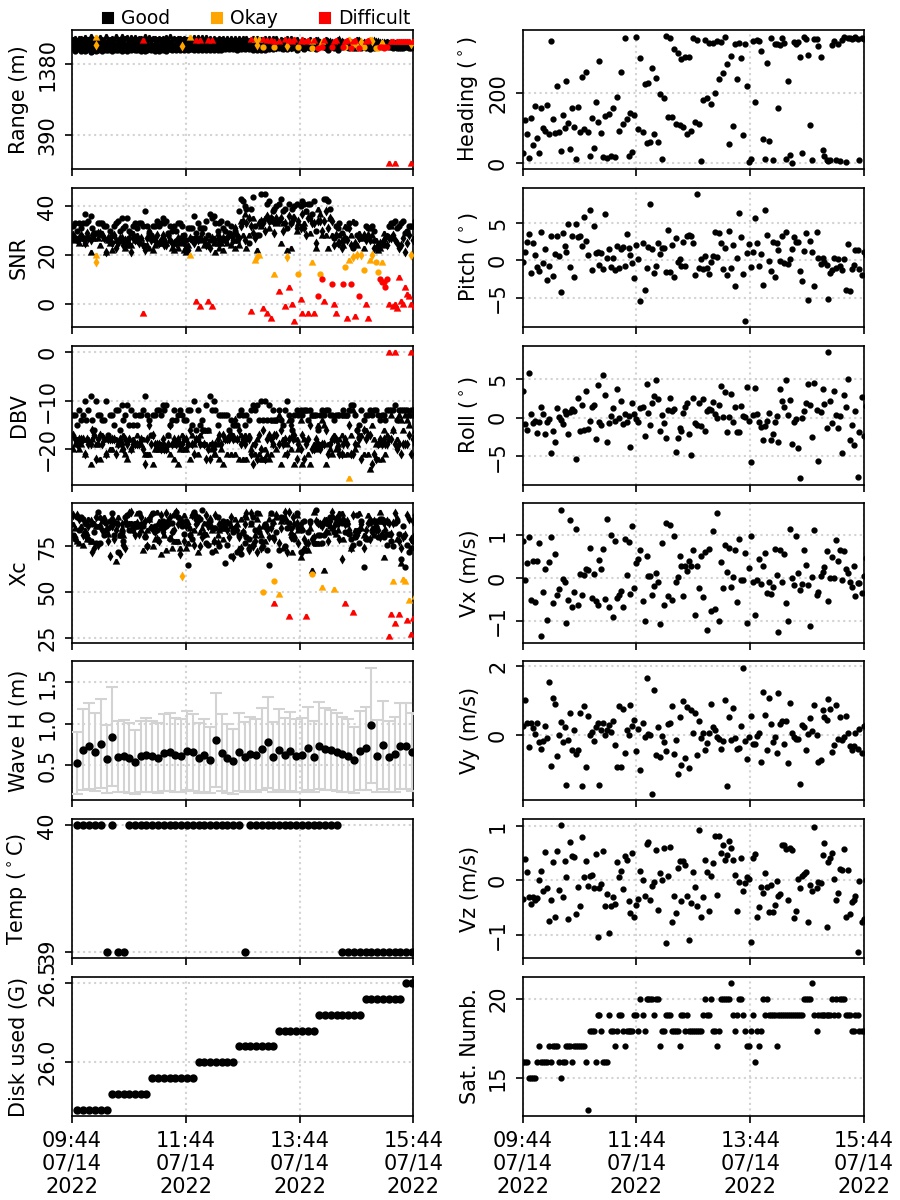 Good Okay Difficult
Range (m)
1380
390
Heading (°)
200
0
SNR
40
20
0
Pitch (°)
5
0
−5
DBV
0
−10
−20
Roll (°)
5
0
−5
Xc
75
50
25
Vx (m/s)
1
0
−1
Wave H (m)
1.5
1.0
0.5
Vy (m/s)
2
0
Temp (°C)
40
39
Vz (m/s)
1
0
−1
Disk used (G)
26.5
26.0
Sat. Numb.
20
15
09:44 11:44 13:44 15:44 09:44 11:44 13:44 15:44
07/14 07/14 07/14 07/14 07/14 07/14 07/14 07/14
2022 2022 2022 2022 2022 2022 2022 2022